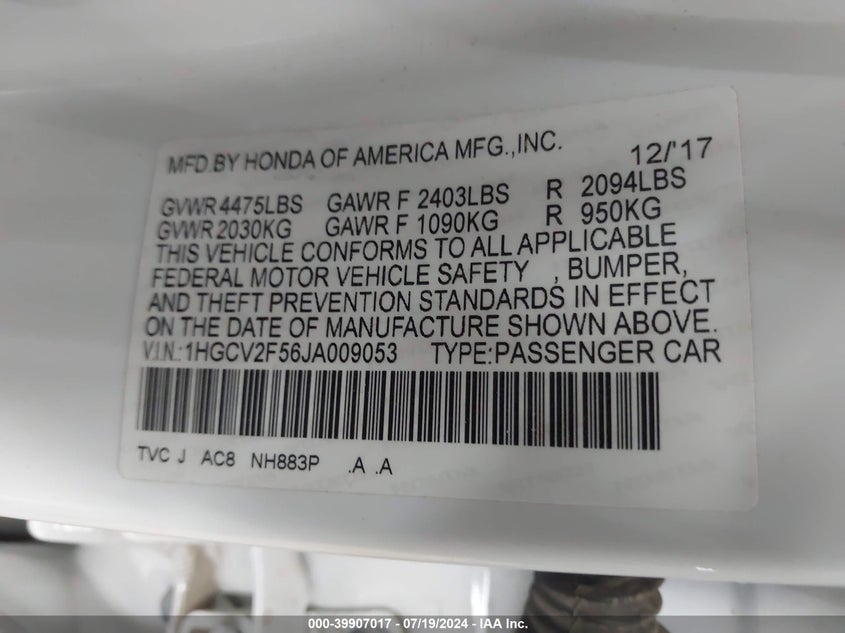 MFD.BY HONDA OF AMERICA MFG.,INC. 12/'17
GVWR 4475LBS GAWR F 2403LBS R 2094LBS
GVWR 2030KG GAWR F 1090KG R 950KG
THIS VEHICLE CONFORMS TO ALL APPLICABLE
FEDERAL MOTOR VEHICLE SAFETY , BUMPER,
AND THEFT PREVENTION STANDARDS IN EFFECT
ON THE DATE OF MANUFACTURE SHOWN ABOVE.
V.I.N.:1HGCV2F56JA009053 TYPE:PASSENGER CAR
TVC J AC8 NH883P .A .A
000-39907017 - 07/19/2024 - IAA Inc.